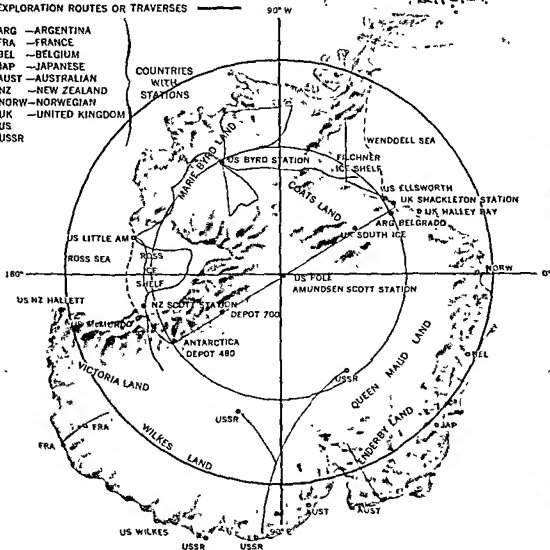 EXPLORATION ROUTES OR TRAVERSES
ARG —ARGENTINA
FRA —FRANCE
BEL —BELGIUM
JAP —JAPANESE
AUST —AUSTRALIAN
NZ —NEW ZEALAND
NORW —NORWEGIAN
UK —UNITED KINGDOM
US
USSR
COUNTRIES
WITH
STATIONS
90° W
WENDDELL SEA
MARIE BYRD LAND
US BYRD STATION
FILCHNER
ICE SHELF
COATS LAND
US ELLSWORTH
UK SHACKLETON STATION
UK HALLEY BAY
ARG BELGRADO
UK SOUTH ICE
US LITTLE AM
ROSS SEA
ROSS
ICE
SHELF
180°
NORW
0°
US POLE
AMUNDSEN SCOTT STATION
US NZ HALLETT
NZ SCOTT STATION
DEPOT 700
ANTARCTICA
DEPOT 480
BEL
VICTORIA LAND
USSR
QUEEN MAUD LAND
USSR
ENDERBY LAND
JAP
FRA
FRA
WILKES LAND
AUST
AUST
US WILKES
USSR
USSR
90° E